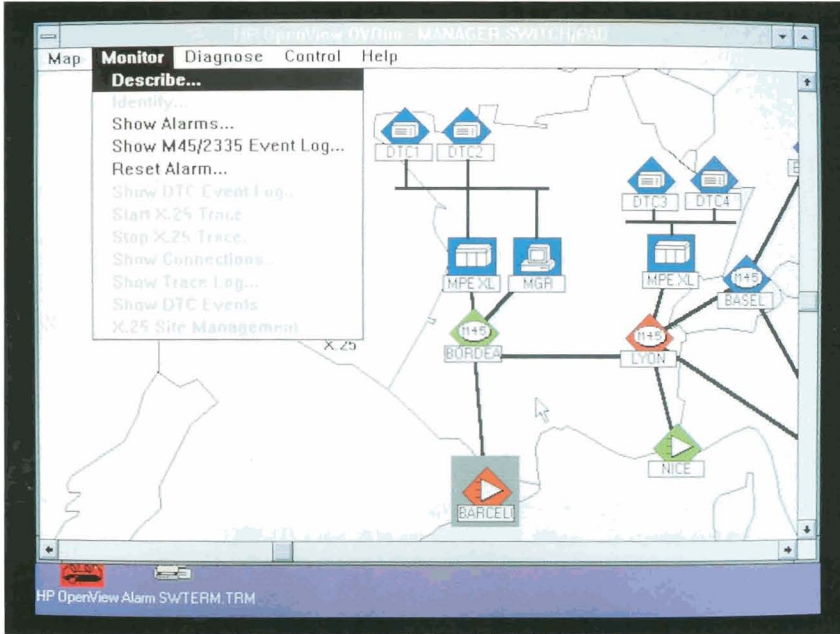 HP OpenView OVDraw - MANAGER.SWITCH/PAD
Map Monitor Diagnose Control Help
Describe...
Identify...
Show Alarms...
Show M45/2335 Event Log...
Reset Alarm...
Show DTC Event Log...
Start X.25 Trace
Stop X.25 Trace.
Show Connections...
Show Trace Log...
Show DTC Events
X.25 Site Management
X.25
DTC1
DTC2
DTC3
DTC4
MPE XL
MGR
MPE XL
M45
BASEL
M45
BORDEA
M45
LYON
NICE
BARCEL
HP OpenView Alarm
SWTERM.TRM